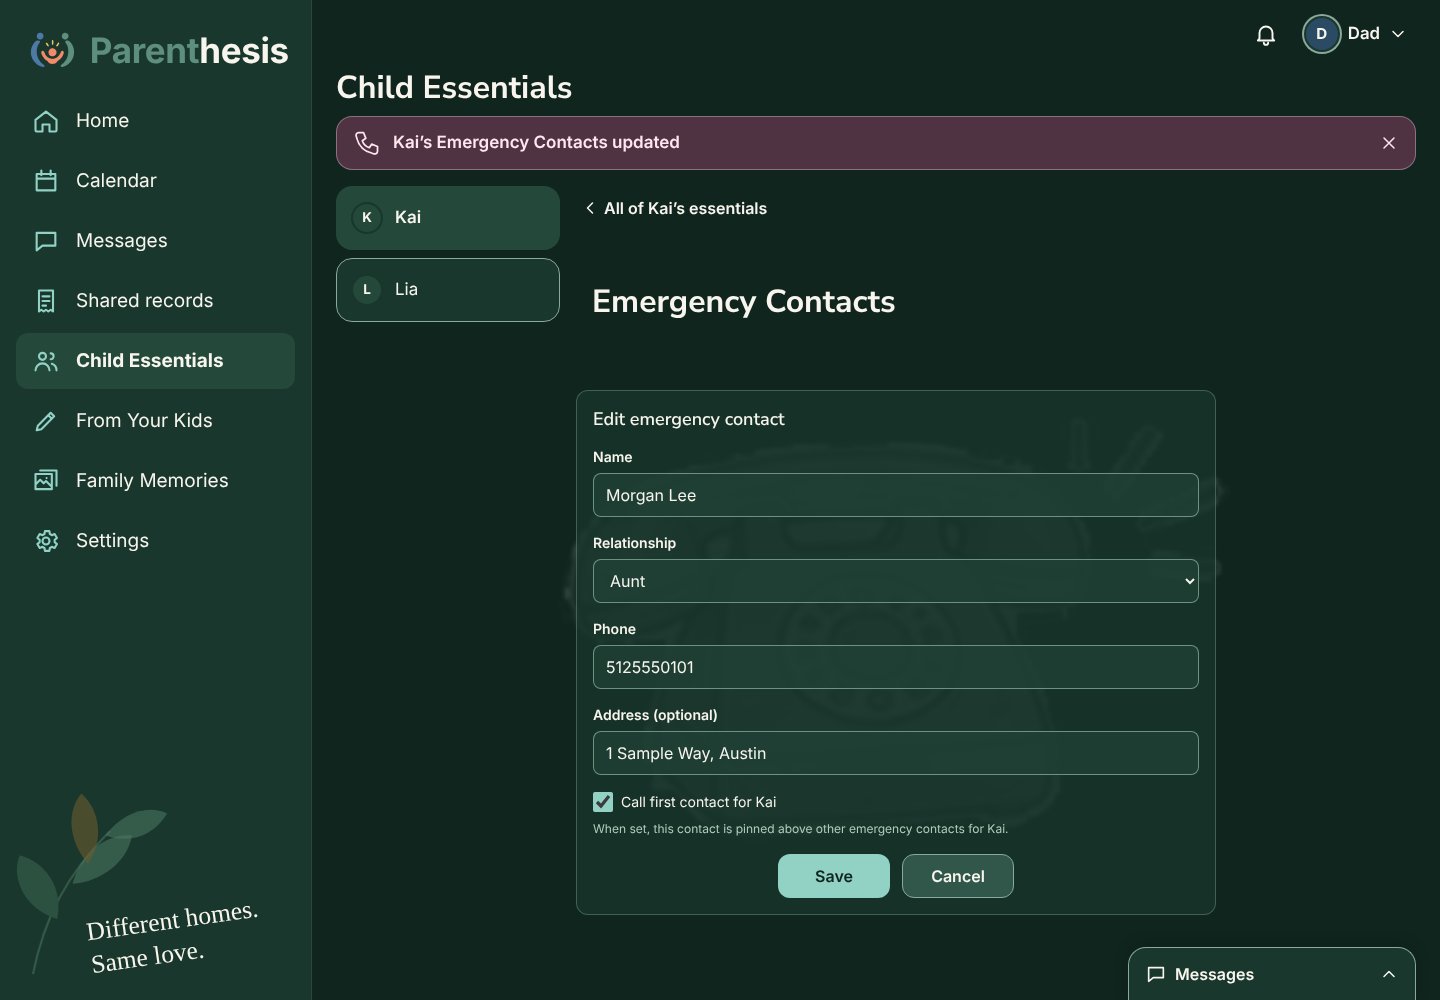 Parenthesis
Home
Calendar
Messages
Shared records
Child Essentials
From Your Kids
Family Memories
Settings
Different homes.
Same love.
D
Dad
Child Essentials
Kai’s Emergency Contacts updated
K
Kai
L
Lia
All of Kai’s essentials
Emergency Contacts
Edit emergency contact
Name
Morgan Lee
Relationship
Aunt
Phone
5125550101
Address (optional)
1 Sample Way, Austin
Call first contact for Kai
When set, this contact is pinned above other emergency contacts for Kai.
Save
Cancel
Messages